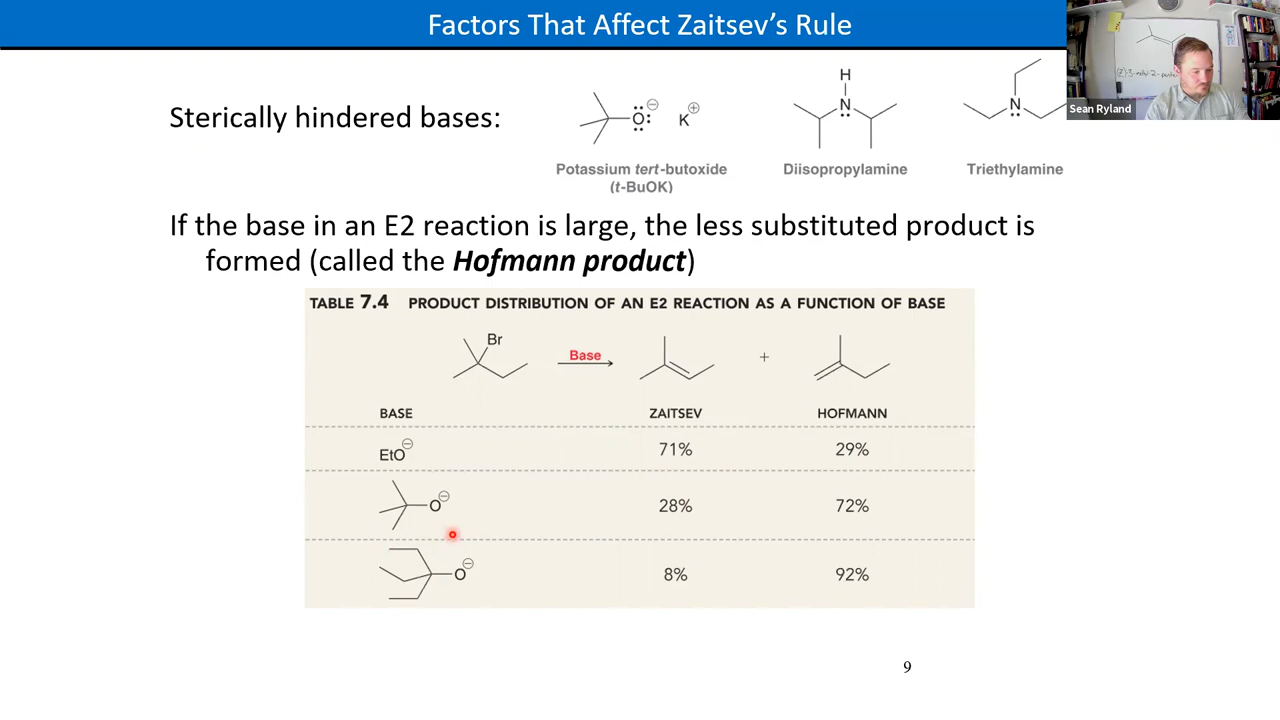 Factors That Affect Zaitsev's Rule
Sean Ryland
Sterically hindered bases:
O K
Potassium tert-butoxide
(t-BuOK)
H
N
Diisopropylamine
N
Triethylamine
If the base in an E2 reaction is large, the less substituted product is
formed (called the Hofmann product)
TABLE 7.4 PRODUCT DISTRIBUTION OF AN E2 REACTION AS A FUNCTION OF BASE
Br
Base
+
BASE ZAITSEV HOFMANN
EtO⊖ 71% 29%
O⊖ 28% 72%
O⊖ 8% 92%
9